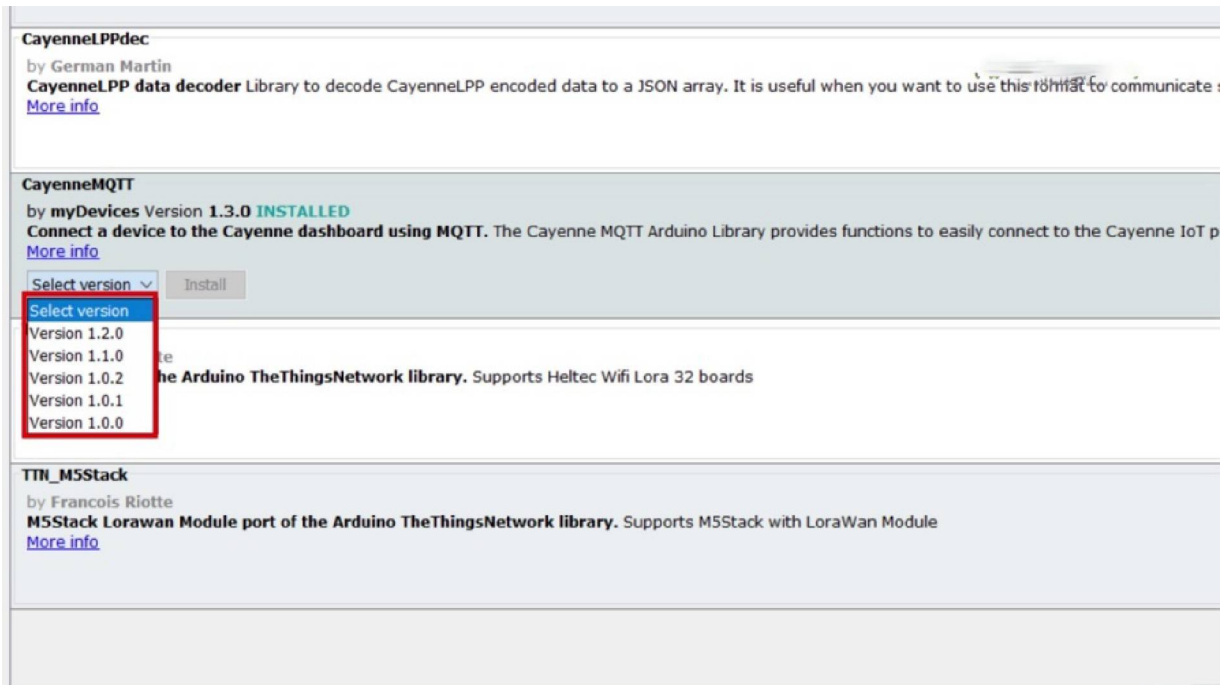 CayenneLPPdec
by German Martin
CayenneLPP data decoder Library to decode CayenneLPP encoded data to a JSON array. It is useful when you want to use this format to communicate
More info
CayenneMQTT
by myDevices Version 1.3.0 INSTALLED
Connect a device to the Cayenne dashboard using MQTT. The Cayenne MQTT Arduino Library provides functions to easily connect to the Cayenne IoT p
More info
Select version Install
Select version
Version 1.2.0
Version 1.1.0 te
Version 1.0.2 he Arduino TheThingsNetwork library. Supports Heltec Wifi Lora 32 boards
Version 1.0.1
Version 1.0.0
TTN_M5Stack
by Francois Riotte
M5Stack Lorawan Module port of the Arduino TheThingsNetwork library. Supports M5Stack with LoraWan Module
More info